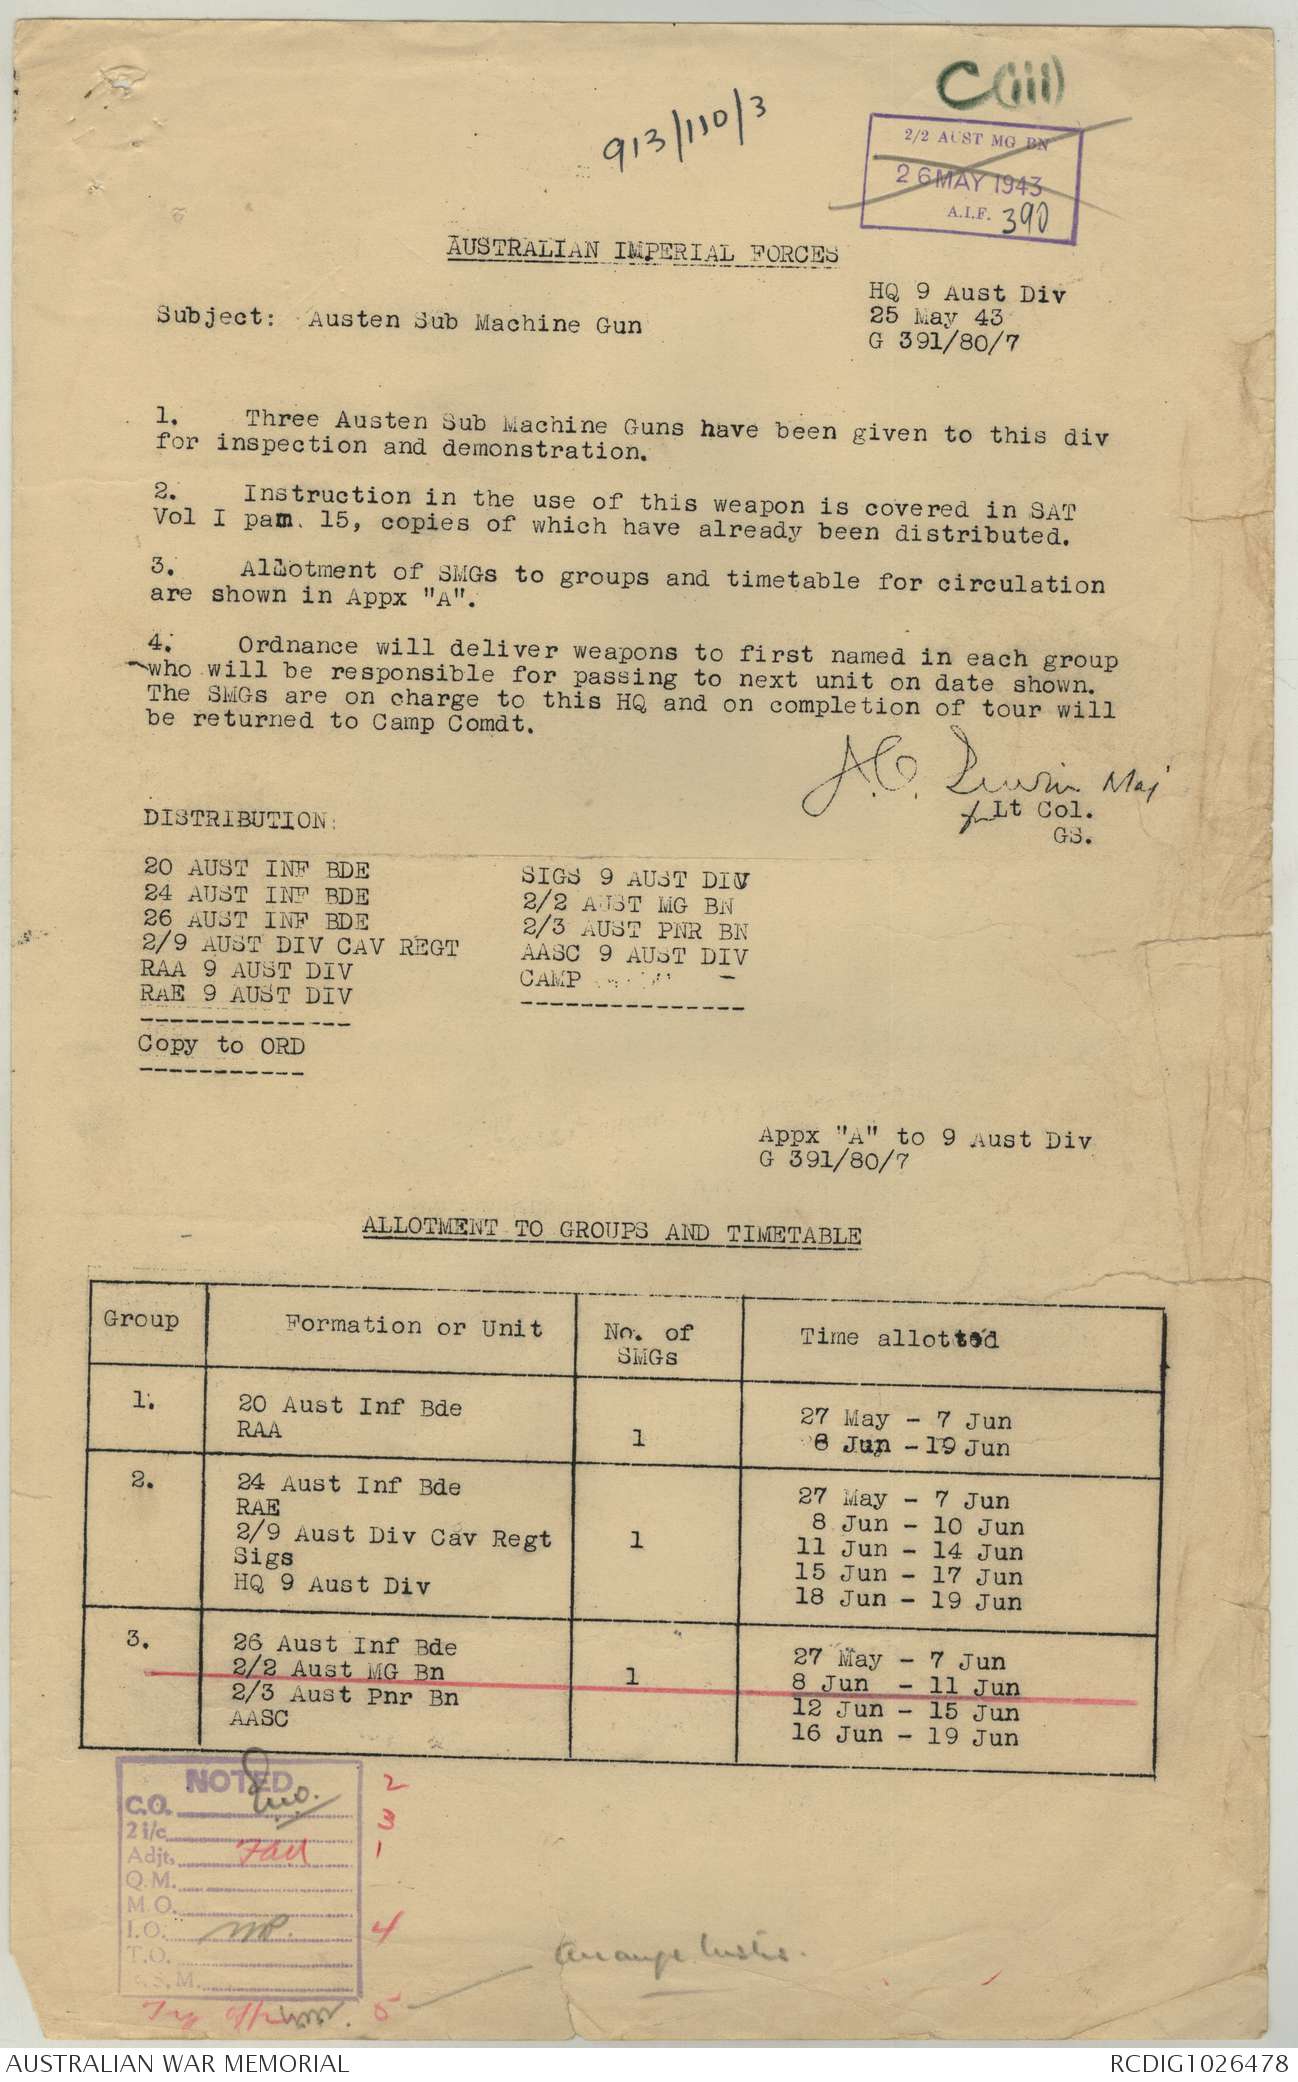 C(iii)
913/110/3
2/2 AUST MG BN
26 MAY 1943
A.I.F. 390
AUSTRALIAN IMPERIAL FORCES
HQ 9 Aust Div
Subject: Austen Sub Machine Gun
25 May 43
G 391/80/7
1. Three Austen Sub Machine Guns have been given to this div
for inspection and demonstration.
2. Instruction in the use of this weapon is covered in SAT
Vol I pam. 15, copies of which have already been distributed.
3. Allotment of SMGs to groups and timetable for circulation
are shown in Appx "A".
4. Ordnance will deliver weapons to first named in each group
who will be responsible for passing to next unit on date shown.
The SMGs are on charge to this HQ and on completion of tour will
be returned to Camp Comdt.
Maj
Lt Col.
GS.
DISTRIBUTION:
20 AUST INF BDE
24 AUST INF BDE
26 AUST INF BDE
2/9 AUST DIV CAV REGT
RAA 9 AUST DIV
RAE 9 AUST DIV
SIGS 9 AUST DIV
2/2 AUST MG BN
2/3 AUST PNR BN
AASC 9 AUST DIV
CAMP
Copy to ORD
Appx "A" to 9 Aust Div
G 391/80/7
ALLOTMENT TO GROUPS AND TIMETABLE
Group Formation or Unit No. of SMGs Time allotted
1. 20 Aust Inf Bde 27 May - 7 Jun
RAA 1 8 Jun - 19 Jun
2. 24 Aust Inf Bde 27 May - 7 Jun
RAE 8 Jun - 10 Jun
2/9 Aust Div Cav Regt 1 11 Jun - 14 Jun
Sigs 15 Jun - 17 Jun
HQ 9 Aust Div 18 Jun - 19 Jun
3. 26 Aust Inf Bde 27 May - 7 Jun
2/2 Aust MG Bn 1 8 Jun - 11 Jun
2/3 Aust Pnr Bn 12 Jun - 15 Jun
AASC 16 Jun - 19 Jun
NOTED
C.O. 2
2 i/c 3
Adjt. 1
Q.M.
M.O.
I.O. 4
T.O.
R.S.M.
5
Arrange
AUSTRALIAN WAR MEMORIAL
RCDIG1026478